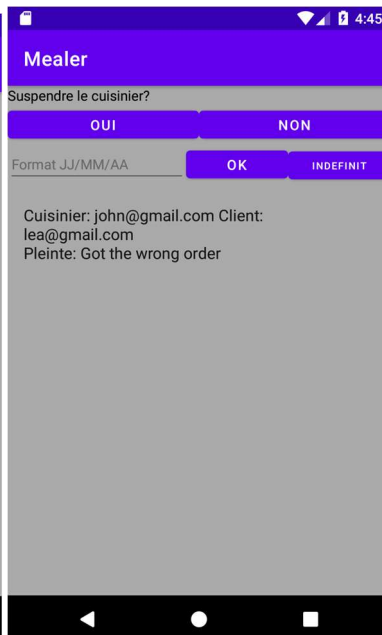 4:45
Mealer
Suspendre le cuisinier?
OUI NON
Format JJ/MM/AA OK INDEFINIT
Cuisinier: john@gmail.com Client:
lea@gmail.com
Pleinte: Got the wrong order